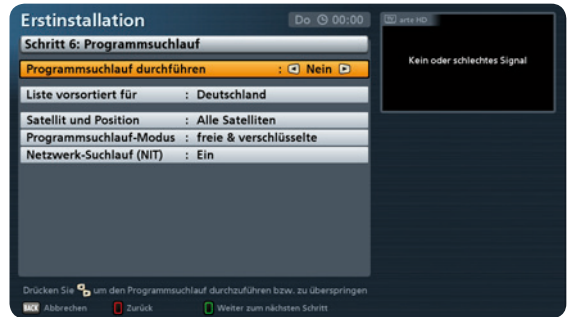 Erstinstallation
Do 00:00
arte HD
Schritt 6: Programmsuchlauf
Kein oder schlechtes Signal
Programmsuchlauf durchführen : Nein
Liste vorsortiert für : Deutschland
Satellit und Position : Alle Satelliten
Programmsuchlauf-Modus : freie & verschlüsselte
Netzwerk-Suchlauf (NIT) : Ein
Drücken Sie um den Programmsuchlauf durchzuführen bzw. zu überspringen
BACK Abbrechen Zurück Weiter zum nächsten Schritt